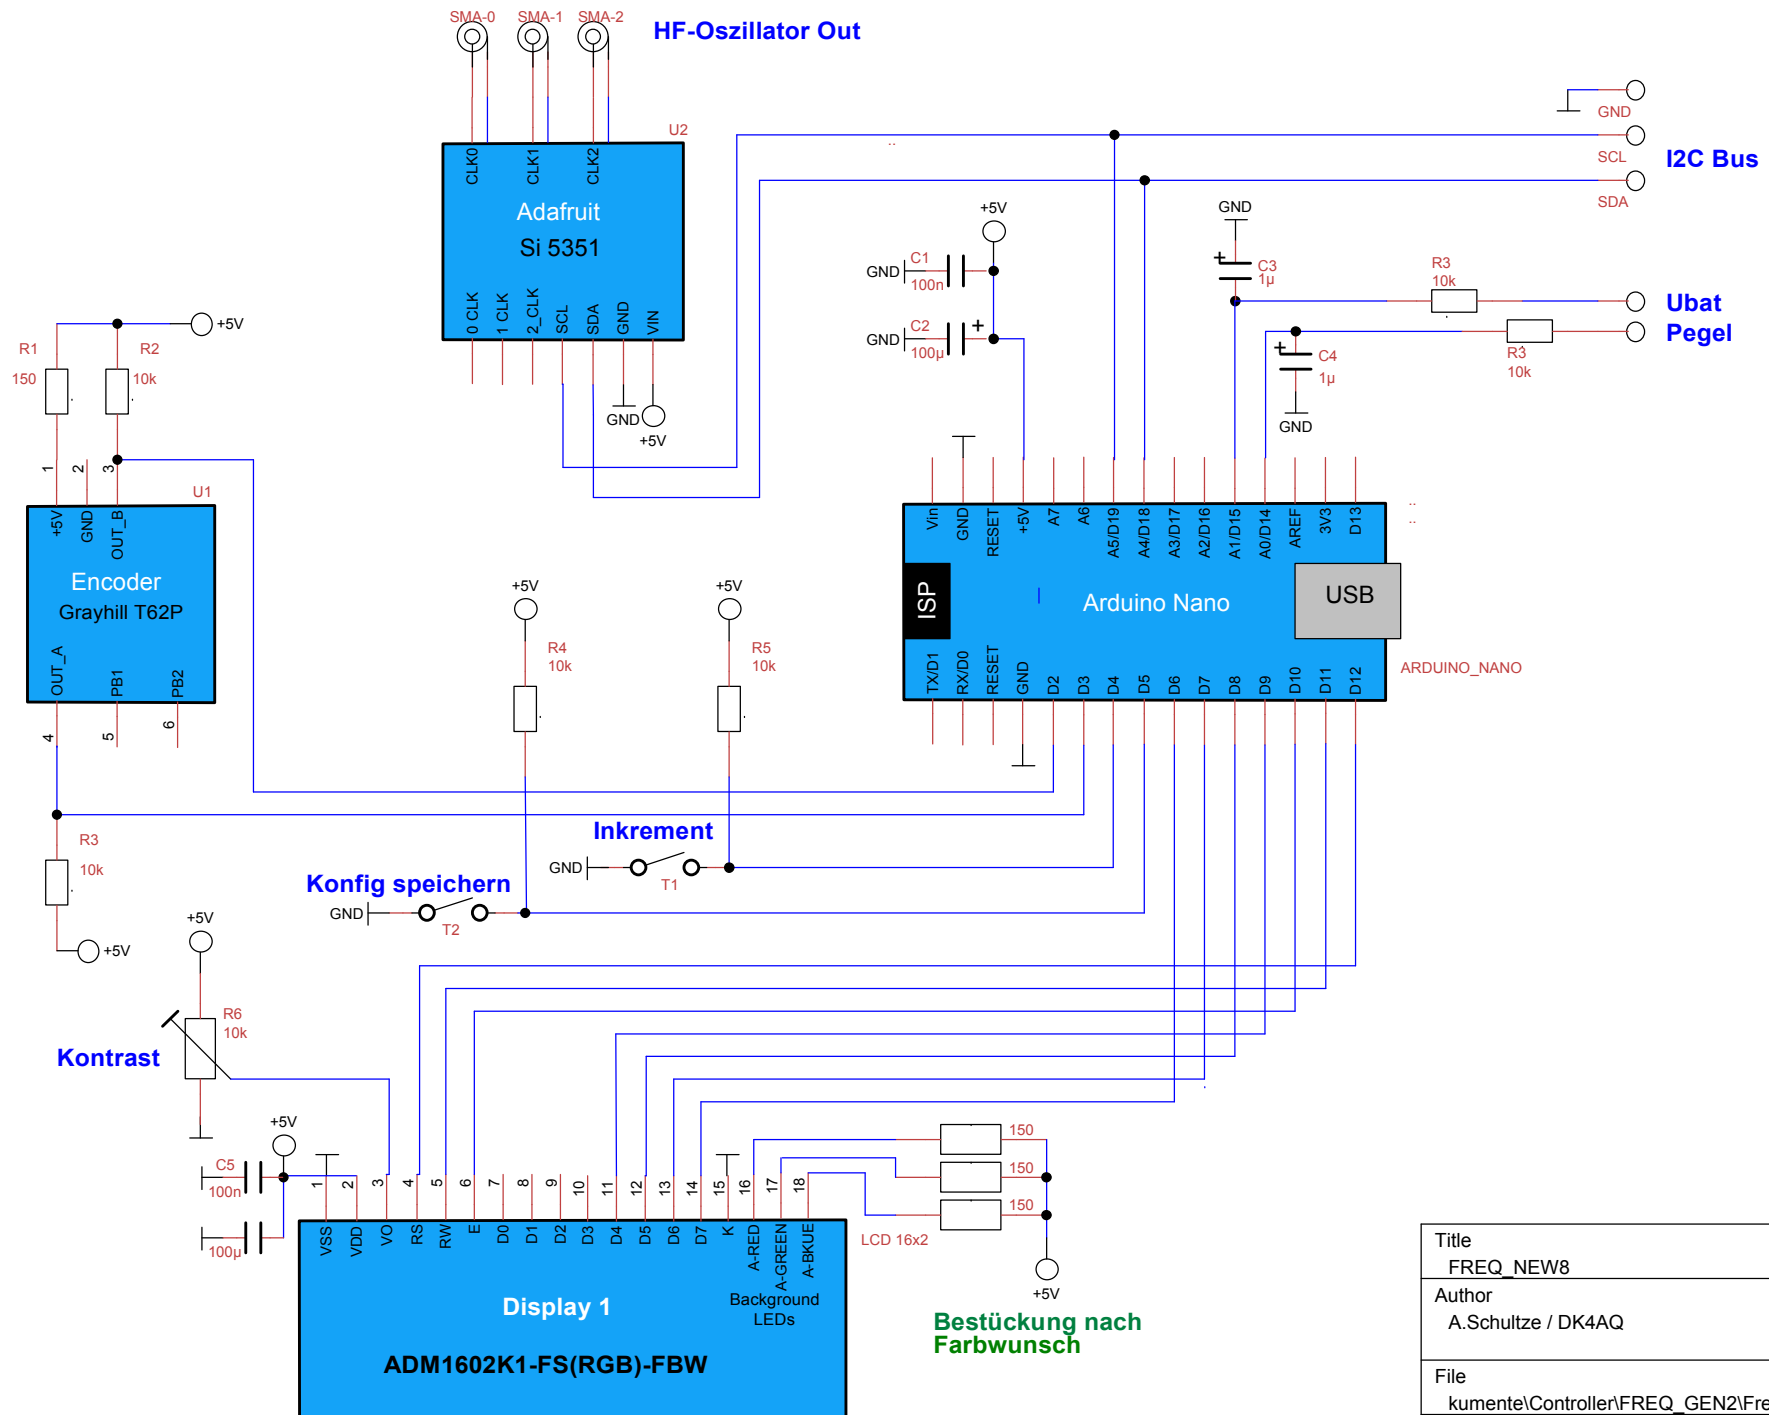 SMA-0
SMA-1
SMA-2
HF-Oszillator Out
U2
CLK0
CLK1
CLK2
Adafruit
Si 5351
0 CLK
1 CLK
2_CLK
SCL
SDA
GND
VIN
GND
+5V
GND
SCL
I2C Bus
SDA
+5V
GND
C1
100n
GND
C2
+
100µ
GND
+
C3
1µ
R3
10k
Ubat
Pegel
R3
10k
+
C4
1µ
GND
+5V
R1
150
R2
10k
1
2
3
U1
+5V
GND
OUT_B
Encoder
Grayhill T62P
OUT_A
PB1
PB2
4
5
6
R3
10k
+5V
+5V
R4
10k
+5V
R5
10k
Vin
GND
RESET
+5V
A7
A6
A5/D19
A4/D18
A3/D17
A2/D16
A1/D15
A0/D14
AREF
3V3
D13
ISP
Arduino Nano
USB
ARDUINO_NANO
TX/D1
RX/D0
RESET
GND
D2
D3
D4
D5
D6
D7
D8
D9
D10
D11
D12
Inkrement
GND
T1
Konfig speichern
GND
T2
+5V
R6
10k
Kontrast
+5V
C5
100n
100µ
1
2
3
4
5
6
7
8
9
10
11
12
13
14
15
16
17
18
VSS
VDD
VO
RS
RW
E
D0
D1
D2
D3
D4
D5
D6
D7
K
A-RED
A-GREEN
A-BKUE
Background
LEDs
Display 1
ADM1602K1-FS(RGB)-FBW
LCD 16x2
150
150
150
+5V
Bestückung nach
Farbwunsch
Title
FREQ_NEW8
Author
A.Schultze / DK4AQ
File
kumente\Controller\FREQ_GEN2\Fre